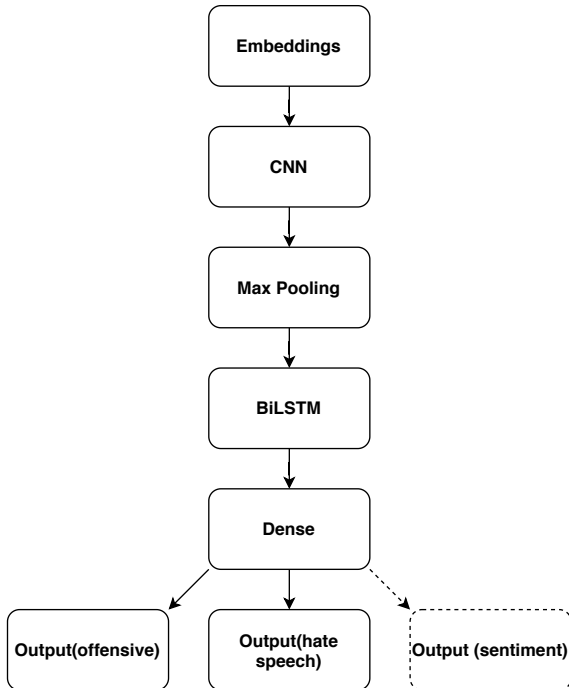 Embeddings
CNN
Max Pooling
BiLSTM
Dense
Output(offensive)
Output(hate
speech)
Output (sentiment)